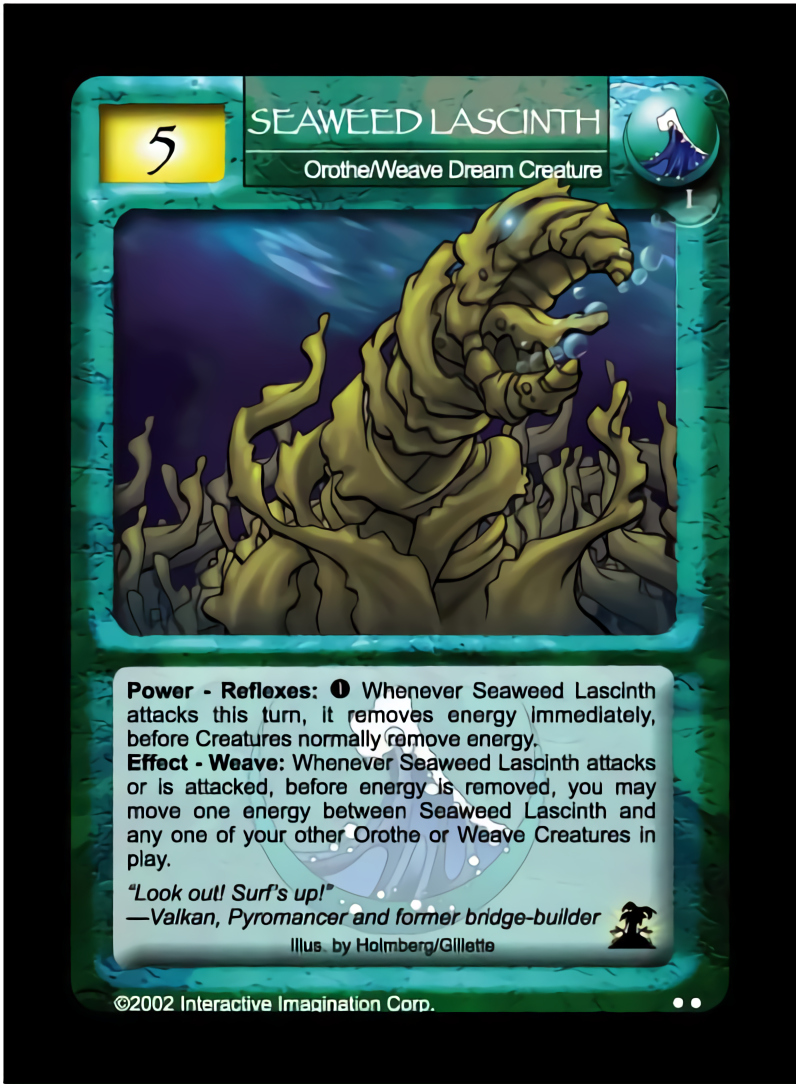 5
SEAWEED LASCINTH
Orothe/Weave Dream Creature
I
Power - Reflexes: 1 Whenever Seaweed Lascinth
attacks this turn, it removes energy immediately,
before Creatures normally remove energy.
Effect - Weave: Whenever Seaweed Lascinth attacks
or is attacked, before energy is removed, you may
move one energy between Seaweed Lascinth and
any one of your other Orothe or Weave Creatures in
play.
"Look out! Surf's up!"
—Valkan, Pyromancer and former bridge-builder
Illus. by Holmberg/Gillette
©2002 Interactive Imagination Corp.